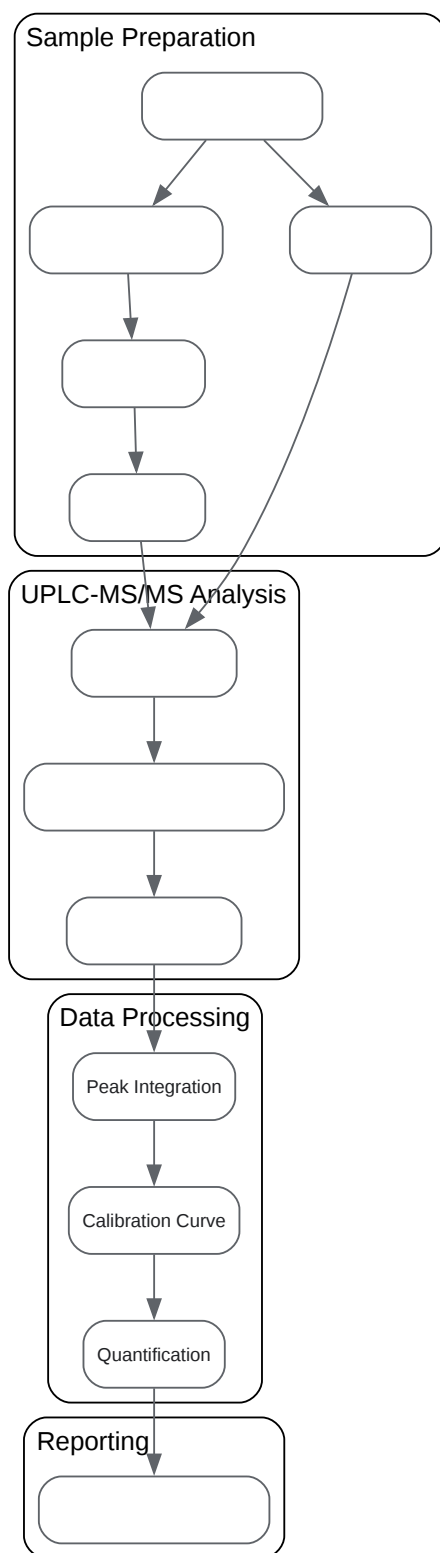 Sample Preparation
UPLC-MS/MS Analysis
Data Processing
Peak Integration
Calibration Curve
Quantification
Reporting